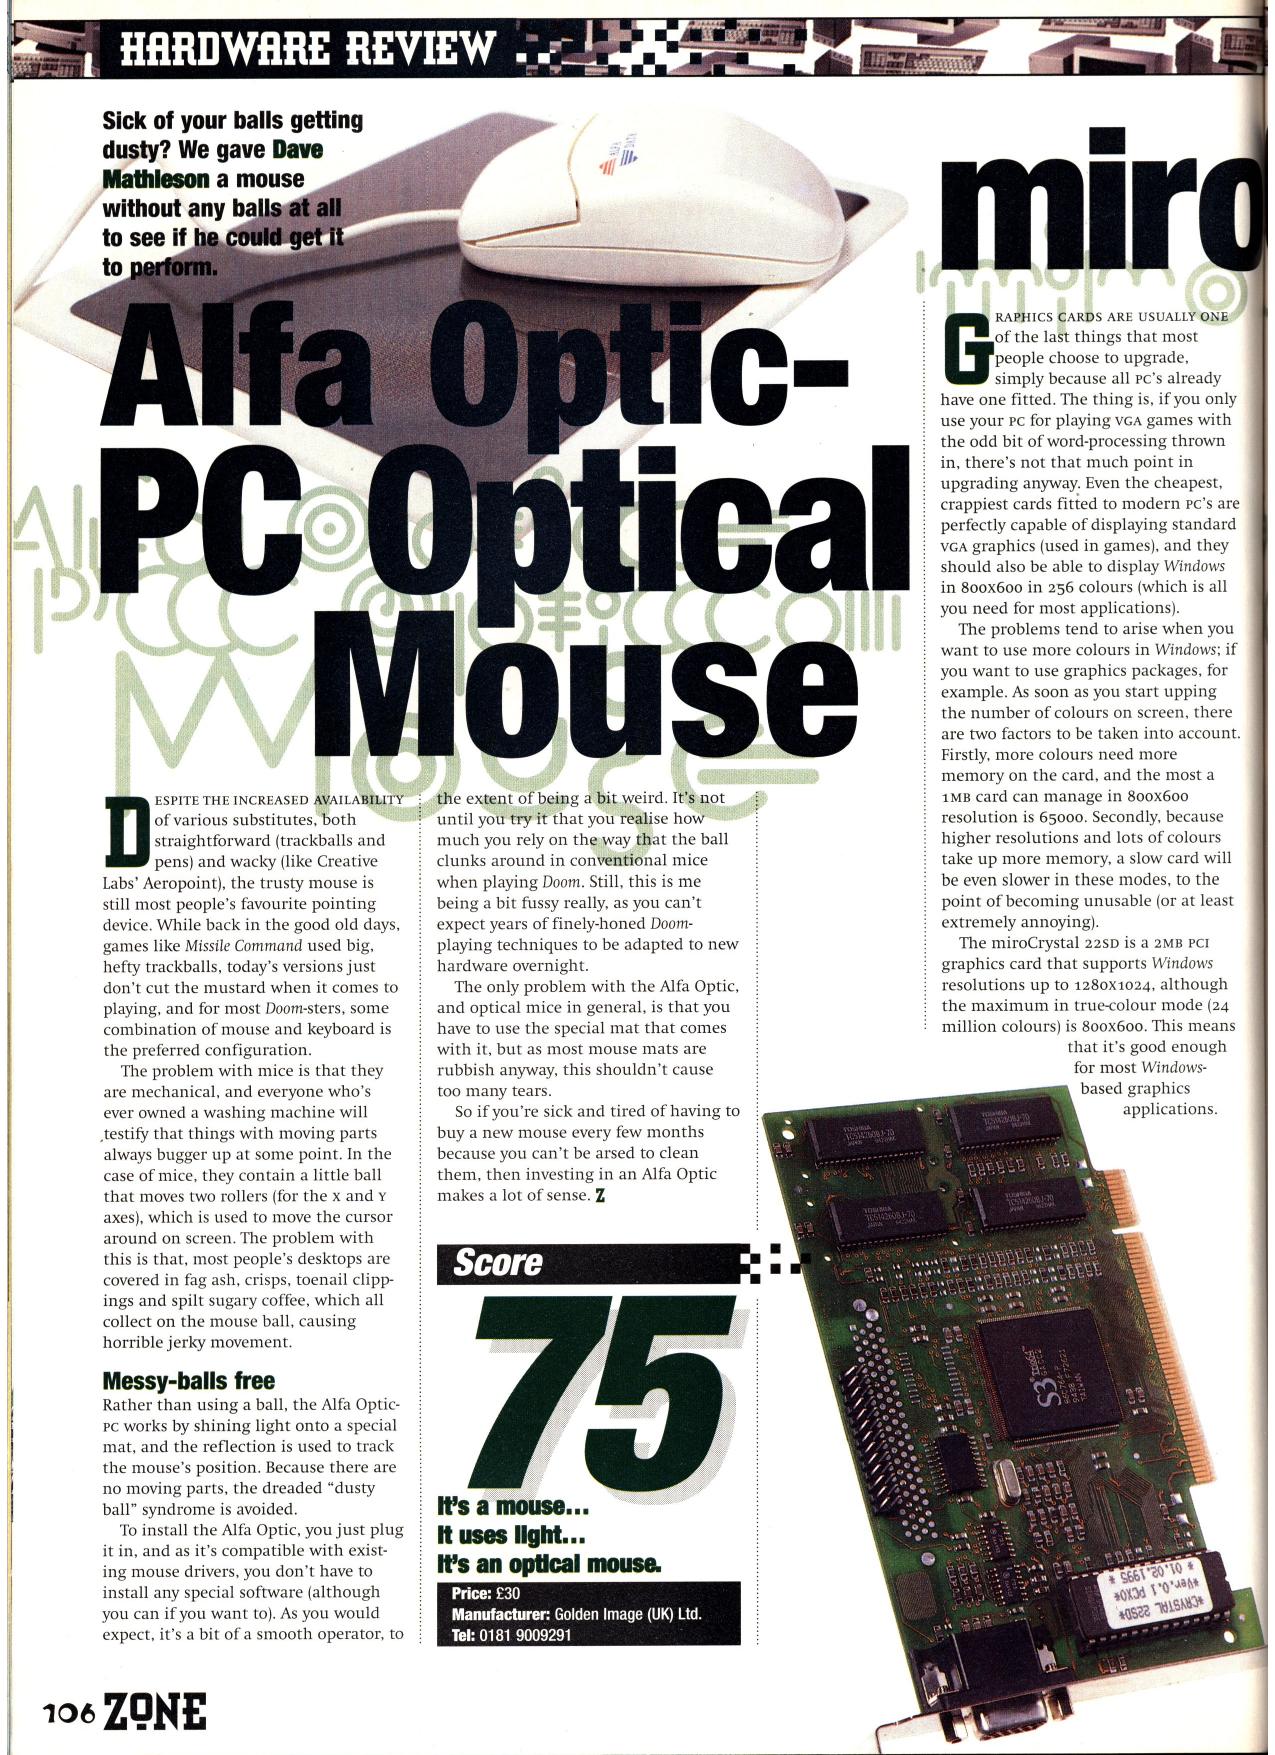 HARDWARE REVIEW
Sick of your balls getting
dusty? We gave Dave
Mathieson a mouse
without any balls at all
to see if he could get it
to perform.
ALFA DATA
Alfa Optic-
PC Optical
Mouse
DESPITE THE INCREASED AVAILABILITY
of various substitutes, both
straightforward (trackballs and
pens) and wacky (like Creative
Labs' Aeropoint), the trusty mouse is
still most people's favourite pointing
device. While back in the good old days,
games like Missile Command used big,
hefty trackballs, today's versions just
don't cut the mustard when it comes to
playing, and for most Doom-sters, some
combination of mouse and keyboard is
the preferred configuration.
The problem with mice is that they
are mechanical, and everyone who's
ever owned a washing machine will
testify that things with moving parts
always bugger up at some point. In the
case of mice, they contain a little ball
that moves two rollers (for the X and Y
axes), which is used to move the cursor
around on screen. The problem with
this is that, most people's desktops are
covered in fag ash, crisps, toenail clipp-
ings and spilt sugary coffee, which all
collect on the mouse ball, causing
horrible jerky movement.
Messy-balls free
Rather than using a ball, the Alfa Optic-
PC works by shining light onto a special
mat, and the reflection is used to track
the mouse's position. Because there are
no moving parts, the dreaded "dusty
ball" syndrome is avoided.
To install the Alfa Optic, you just plug
it in, and as it's compatible with exist-
ing mouse drivers, you don't have to
install any special software (although
you can if you want to). As you would
expect, it's a bit of a smooth operator, to
the extent of being a bit weird. It's not
until you try it that you realise how
much you rely on the way that the ball
clunks around in conventional mice
when playing Doom. Still, this is me
being a bit fussy really, as you can't
expect years of finely-honed Doom-
playing techniques to be adapted to new
hardware overnight.
The only problem with the Alfa Optic,
and optical mice in general, is that you
have to use the special mat that comes
with it, but as most mouse mats are
rubbish anyway, this shouldn't cause
too many tears.
So if you're sick and tired of having to
buy a new mouse every few months
because you can't be arsed to clean
them, then investing in an Alfa Optic
makes a lot of sense. Z
Score
75
It's a mouse...
It uses light...
It's an optical mouse.
Price: £30
Manufacturer: Golden Image (UK) Ltd.
Tel: 0181 9009291
miro
GRAPHICS CARDS ARE USUALLY ONE
of the last things that most
people choose to upgrade,
simply because all PC's already
have one fitted. The thing is, if you only
use your PC for playing VGA games with
the odd bit of word-processing thrown
in, there's not that much point in
upgrading anyway. Even the cheapest,
crappiest cards fitted to modern PC's are
perfectly capable of displaying standard
VGA graphics (used in games), and they
should also be able to display Windows
in 800x600 in 256 colours (which is all
you need for most applications).
The problems tend to arise when you
want to use more colours in Windows; if
you want to use graphics packages, for
example. As soon as you start upping
the number of colours on screen, there
are two factors to be taken into account.
Firstly, more colours need more
memory on the card, and the most a
1MB card can manage in 800x600
resolution is 65000. Secondly, because
higher resolutions and lots of colours
take up more memory, a slow card will
be even slower in these modes, to the
point of becoming unusable (or at least
extremely annoying).
The miroCrystal 22SD is a 2MB PCI
graphics card that supports Windows
resolutions up to 1280x1024, although
the maximum in true-colour mode (24
million colours) is 800x600. This means
that it's good enough
for most Windows-
based graphics
applications.
TOSHIBA
TC514260BJ-70
TOSHIBA
TC514260BJ-70
TOSHIBA
TC514260BJ-70
TOSHIBA
TC514260BJ-70
S3
*CRYSTAL 22SD*
*Ver.0.1 PCXO*
* 01.02.1995 *
106 ZONE